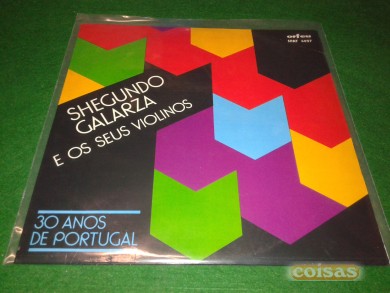 orfeu
SHEGUNDO
GALARZA
E OS SEUS VIOLINOS
30 ANOS
DE PORTUGAL
coisas